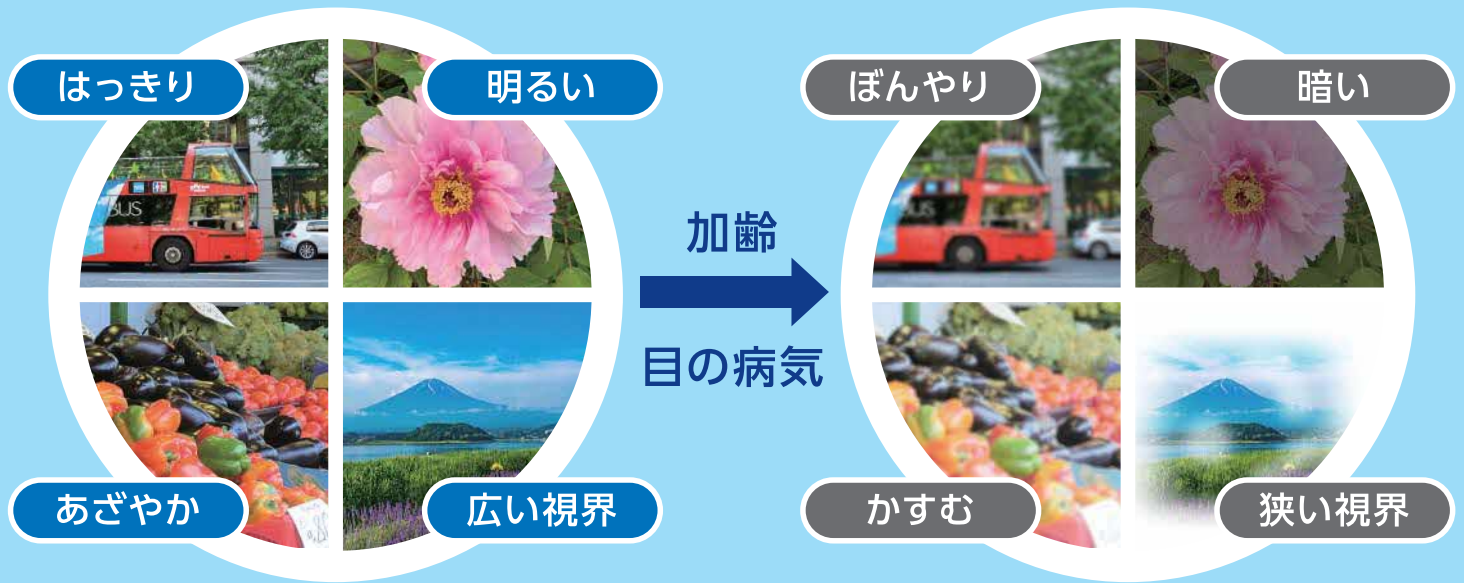 はっきり
明るい
BUS
あざやか
広い視界
加齢
目の病気
ぼんやり
暗い
かすむ
狭い視界